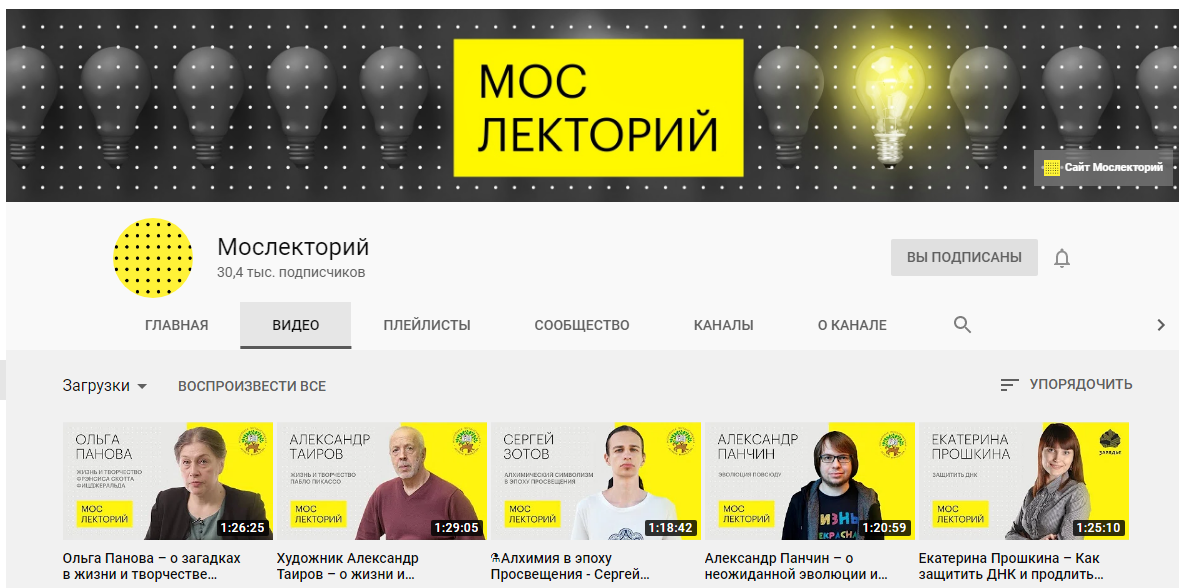 МОС
ЛЕКТОРИЙ
Сайт Мослекторий
Мослекторий
30,4 тыс. подписчиков
ВЫ ПОДПИСАНЫ
ГЛАВНАЯ ВИДЕО ПЛЕЙЛИСТЫ СООБЩЕСТВО КАНАЛЫ О КАНАЛЕ
Загрузки ВОСПРОИЗВЕСТИ ВСЕ УПОРЯДОЧИТЬ
ОЛЬГА
ПАНОВА
ЖИЗНЬ И ТВОРЧЕСТВО
ФРЭНСИСА СКОТТА
ФИЦДЖЕРАЛЬДА
МОС
ЛЕКТОРИЙ
1:26:25
Ольга Панова – о загадках
в жизни и творчестве...
АЛЕКСАНДР
ТАИРОВ
ЖИЗНЬ И ТВОРЧЕСТВО
ПАБЛО ПИКАССО
МОС
ЛЕКТОРИЙ
1:29:05
Художник Александр
Таиров – о жизни и...
СЕРГЕЙ
ЗОТОВ
АЛХИМИЧЕСКИЙ СИМВОЛИЗМ
В ЭПОХУ ПРОСВЕЩЕНИЯ
МОС
ЛЕКТОРИЙ
1:18:42
⚗Алхимия в эпоху
Просвещения - Сергей...
АЛЕКСАНДР
ПАНЧИН
ЭВОЛЮЦИЯ ПОВСЮДУ
МОС
ЛЕКТОРИЙ
1:20:59
Александр Панчин – о
неожиданной эволюции и...
ЕКАТЕРИНА
ПРОШКИНА
ЗАЩИТИТЬ ДНК
ЗАРЯДЬЕ
МОС
ЛЕКТОРИЙ
1:25:10
Екатерина Прошкина – Как
защитить ДНК и продлить...